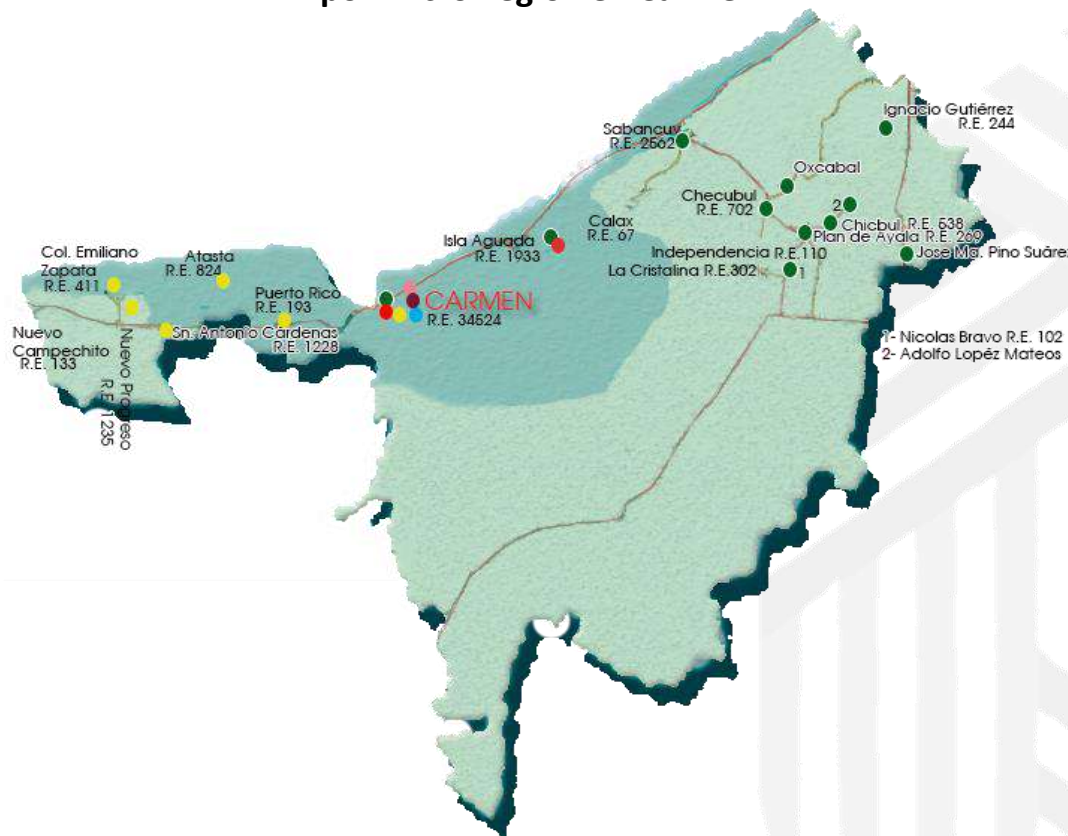 Ignacio Gutiérrez
R.E. 244
Sabancuy
R.E. 2562
Oxcabal
Checubul
R.E. 702
2
Chicbul R.E. 538
Calax
R.E. 67
Plan de Ayala R.E. 269
Isla Aguada
R.E. 1933
Independencia R.E.110
Jose Ma. Pino Suárez
La Cristalina R.E.302
1
Col. Emiliano
Zapata
R.E. 411
Atasta
R.E. 824
Puerto Rico
R.E. 193
CARMEN
R.E. 34524
Nuevo
Campechito
R.E. 133
Sn. Antonio Cárdenas
R.E. 1228
Nuevo Progreso
R.E. 1235
1- Nicolas Bravo R.E. 102
2- Adolfo Lopéz Mateos